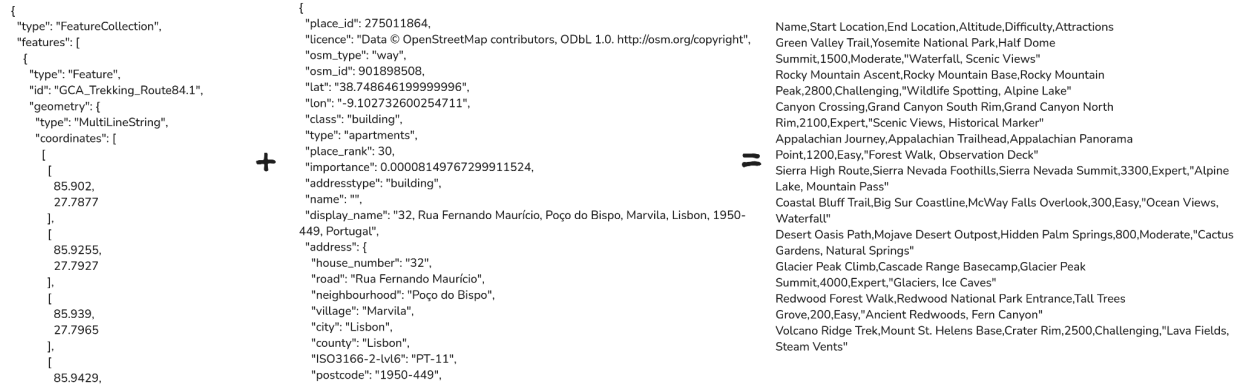 {
"type": "FeatureCollection",
"features": [
{
"type": "Feature",
"id": "GCA_Trekking_Route84.1",
"geometry": {
"type": "MultiLineString",
"coordinates": [
[
[
85.902,
27.7877
],
[
85.9255,
27.7927
],
[
85.939,
27.7965
],
[
85.9429,
+
{
"place_id": 275011864,
"licence": "Data © OpenStreetMap contributors, ODbL 1.0. http://osm.org/copyright",
"osm_type": "way",
"osm_id": 901898508,
"lat": "38.748646199999996",
"lon": "-9.102732600254711",
"class": "building",
"type": "apartments",
"place_rank": 30,
"importance": 0.00008149767299911524,
"addresstype": "building",
"name": "",
"display_name": "32, Rua Fernando Maurício, Poço do Bispo, Marvila, Lisbon, 1950-
449, Portugal",
"address": {
"house_number": "32",
"road": "Rua Fernando Maurício",
"neighbourhood": "Poço do Bispo",
"village": "Marvila",
"city": "Lisbon",
"county": "Lisbon",
"ISO3166-2-lvl6": "PT-11",
"postcode": "1950-449",
=
Name,Start Location,End Location,Altitude,Difficulty,Attractions
Green Valley Trail,Yosemite National Park,Half Dome
Summit,1500,Moderate,"Waterfall, Scenic Views"
Rocky Mountain Ascent,Rocky Mountain Base,Rocky Mountain
Peak,2800,Challenging,"Wildlife Spotting, Alpine Lake"
Canyon Crossing,Grand Canyon South Rim,Grand Canyon North
Rim,2100,Expert,"Scenic Views, Historical Marker"
Appalachian Journey,Appalachian Trailhead,Appalachian Panorama
Point,1200,Easy,"Forest Walk, Observation Deck"
Sierra High Route,Sierra Nevada Foothills,Sierra Nevada Summit,3300,Expert,"Alpine
Lake, Mountain Pass"
Coastal Bluff Trail,Big Sur Coastline,McWay Falls Overlook,300,Easy,"Ocean Views,
Waterfall"
Desert Oasis Path,Mojave Desert Outpost,Hidden Palm Springs,800,Moderate,"Cactus
Gardens, Natural Springs"
Glacier Peak Climb,Cascade Range Basecamp,Glacier Peak
Summit,4000,Expert,"Glaciers, Ice Caves"
Redwood Forest Walk,Redwood National Park Entrance,Tall Trees
Grove,200,Easy,"Ancient Redwoods, Fern Canyon"
Volcano Ridge Trek,Mount St. Helens Base,Crater Rim,2500,Challenging,"Lava Fields,
Steam Vents"